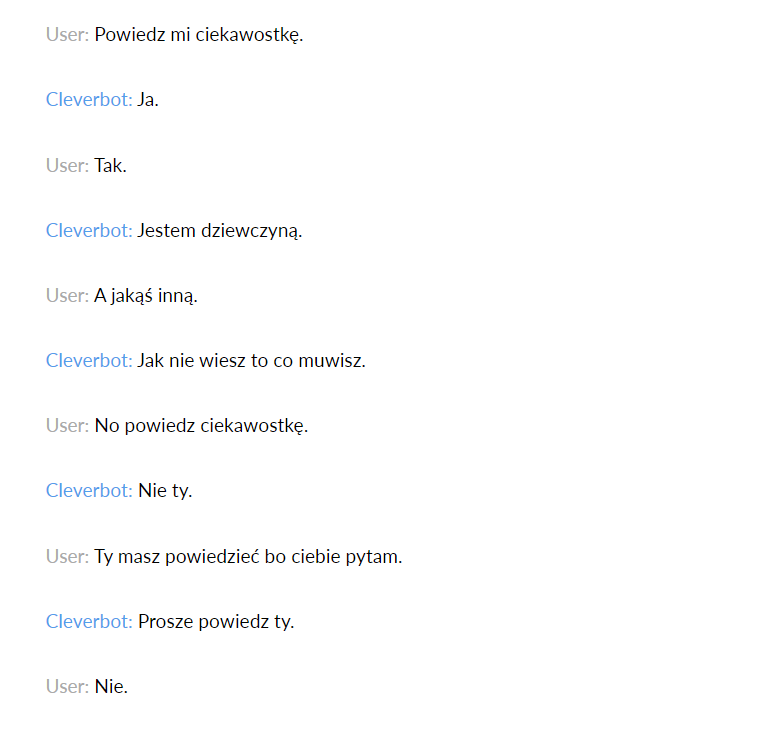 User: Powiedz mi ciekawostkę.
Cleverbot: Ja.
User: Tak.
Cleverbot: Jestem dziewczyną.
User: A jakąś inną.
Cleverbot: Jak nie wiesz to co muwisz.
User: No powiedz ciekawostkę.
Cleverbot: Nie ty.
User: Ty masz powiedzieć bo ciebie pytam.
Cleverbot: Prosze powiedz ty.
User: Nie.